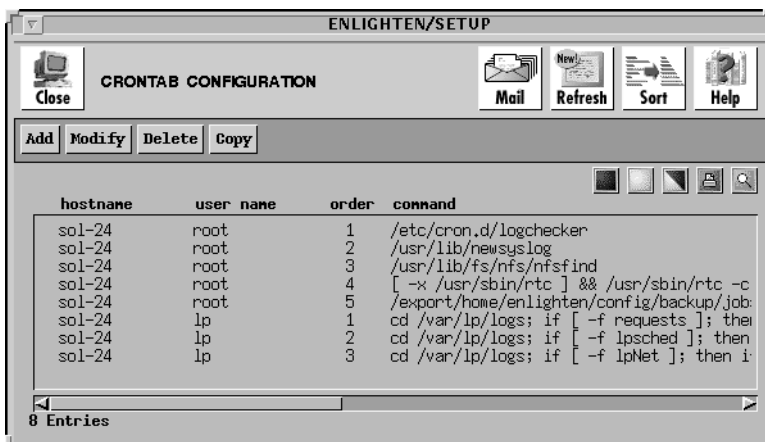 ENLIGHTEN/SETUP
Close
CRONTAB CONFIGURATION
Mail
New!
Refresh
Sort
Help
Add Modify Delete Copy
hostname user name order command
sol-24 root 1 /etc/cron.d/logchecker
sol-24 root 2 /usr/lib/newsyslog
sol-24 root 3 /usr/lib/fs/nfs/nfsfind
sol-24 root 4 [ -x /usr/sbin/rtc ] && /usr/sbin/rtc -c
sol-24 root 5 /export/home/enlighten/config/backup/job
sol-24 lp 1 cd /var/lp/logs; if [ -f requests ]; then
sol-24 lp 2 cd /var/lp/logs; if [ -f lpsched ]; then
sol-24 lp 3 cd /var/lp/logs; if [ -f lpNet ]; then i
8 Entries